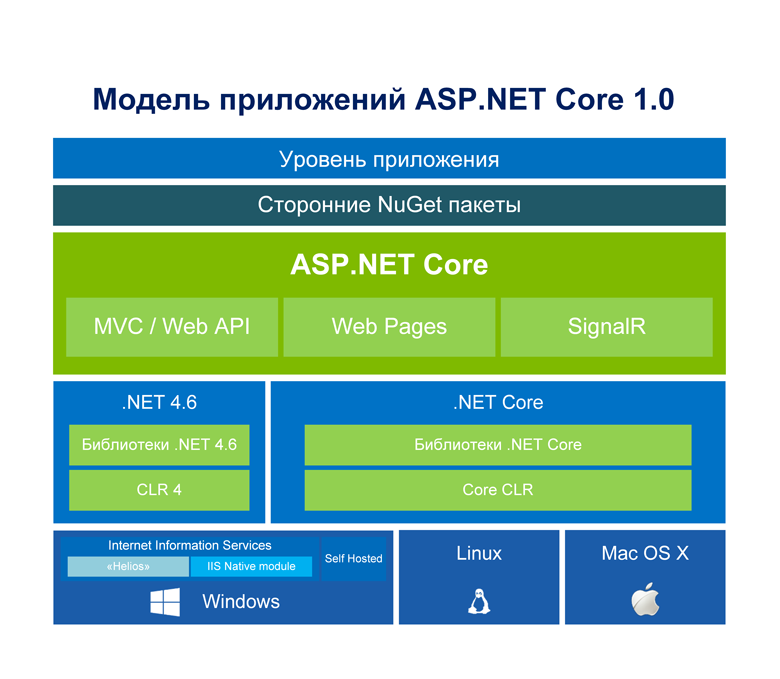 Модель приложений ASP.NET Core 1.0
Уровень приложения
Сторонние NuGet пакеты
ASP.NET Core
MVC / Web API
Web Pages
SignalR
.NET 4.6
.NET Core
Библиотеки .NET 4.6
Библиотеки .NET Core
CLR 4
Core CLR
Internet Information Services
Self Hosted
«Helios»
IIS Native module
Windows
Linux
Mac OS X